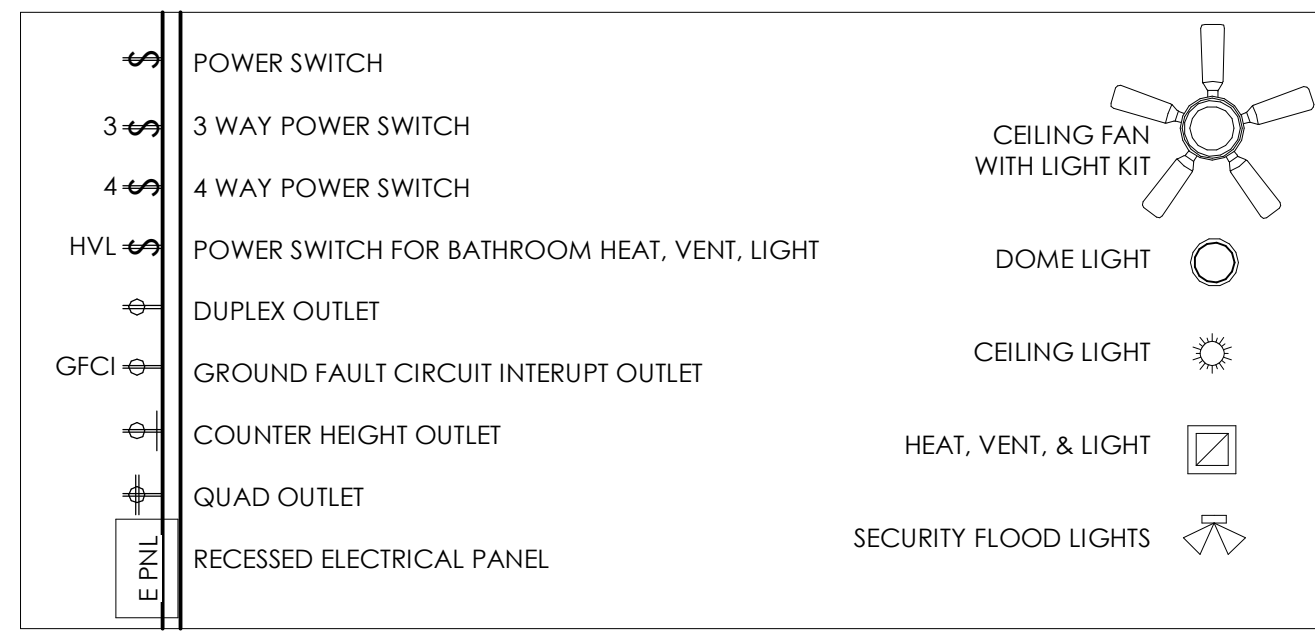 POWER SWITCH
3 3 WAY POWER SWITCH
4 4 WAY POWER SWITCH
HVL POWER SWITCH FOR BATHROOM HEAT, VENT, LIGHT
DUPLEX OUTLET
GFCI GROUND FAULT CIRCUIT INTERUPT OUTLET
COUNTER HEIGHT OUTLET
QUAD OUTLET
E PNL RECESSED ELECTRICAL PANEL
CEILING FAN
WITH LIGHT KIT
DOME LIGHT
CEILING LIGHT
HEAT, VENT, & LIGHT
SECURITY FLOOD LIGHTS